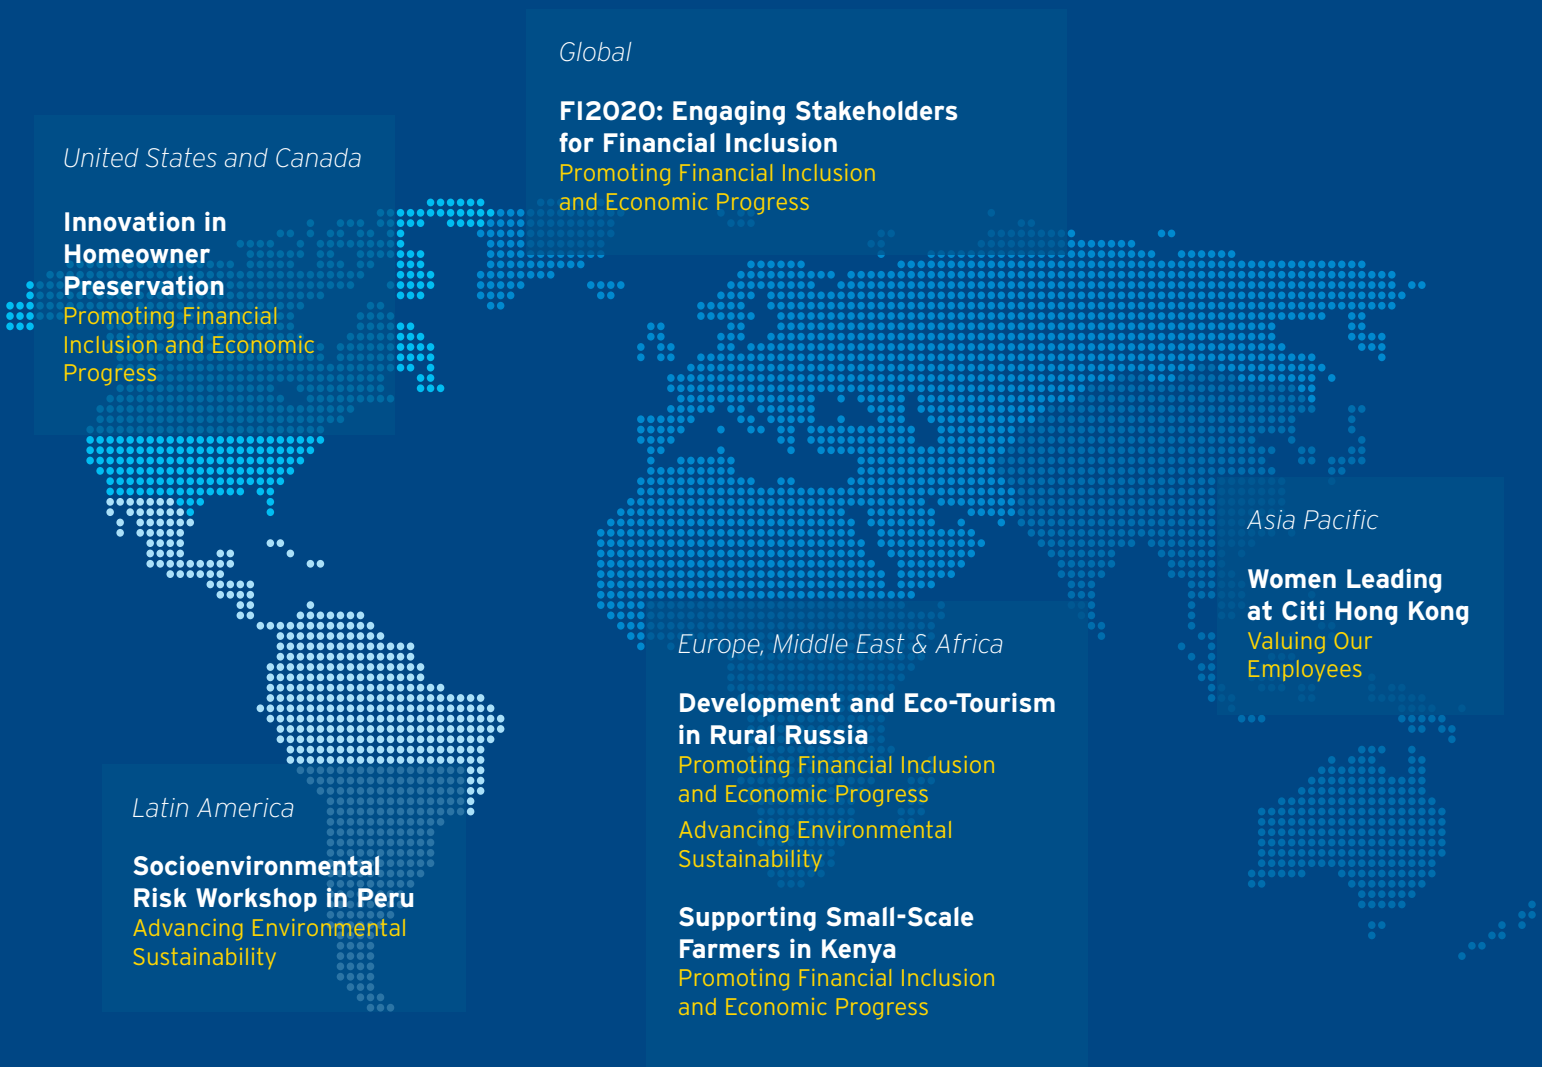 Global
FI2020: Engaging Stakeholders
for Financial Inclusion
Promoting Financial Inclusion
and Economic Progress
United States and Canada
Innovation in
Homeowner
Preservation
Promoting Financial
Inclusion and Economic
Progress
Asia Pacific
Women Leading
at Citi Hong Kong
Valuing Our
Employees
Europe, Middle East & Africa
Development and Eco-Tourism
in Rural Russia
Promoting Financial Inclusion
and Economic Progress
Advancing Environmental
Sustainability
Supporting Small-Scale
Farmers in Kenya
Promoting Financial Inclusion
and Economic Progress
Latin America
Socioenvironmental
Risk Workshop in Peru
Advancing Environmental
Sustainability